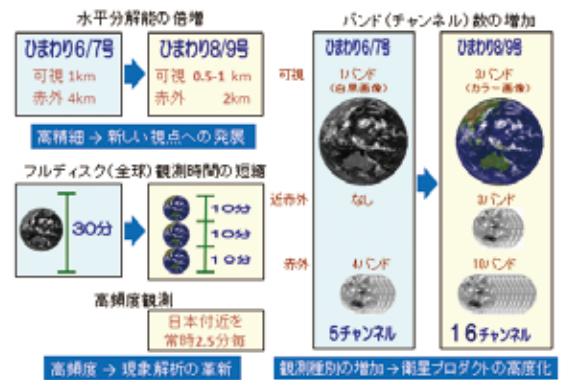 水平分解能の倍増
ひまわり6/7号
可視 1km
赤外 4km
ひまわり8/9号
可視 0.5-1 km
赤外 2km
高精細 → 新しい視点への発展
フルディスク(全球)観測時間の短縮
30分
10分
10分
10分
高頻度観測
日本付近を
常時2.5分毎
高頻度 → 現象解析の革新
バンド(チャンネル)数の増加
ひまわり6/7号
ひまわり8/9号
可視
1バンド
(白黒画像)
3バンド
(カラー画像)
近赤外
なし
3バンド
赤外
4バンド
10バンド
5チャンネル
16チャンネル
観測種別の増加 → 衛星プロダクトの高度化